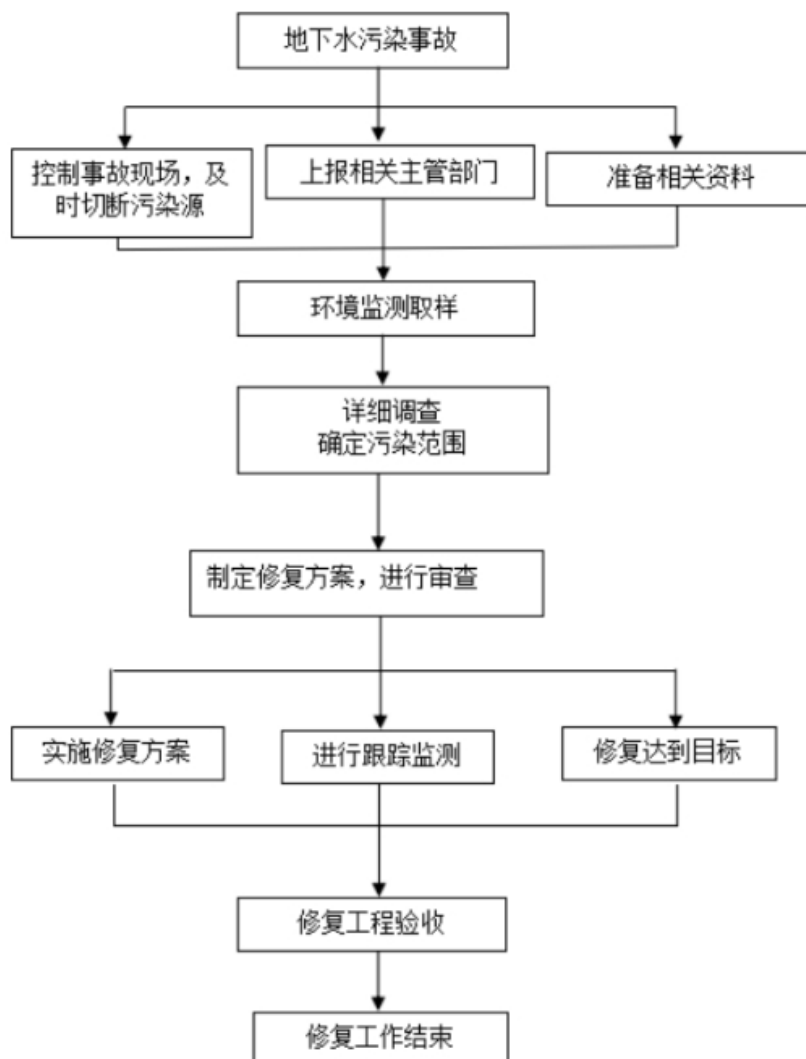 地下水污染事故
控制事故现场，及
时切断污染源
上报相关主管部门
准备相关资料
环境监测取样
详细调查
确定污染范围
制定修复方案，进行审查
实施修复方案
进行跟踪监测
修复达到目标
修复工程验收
修复工作结束